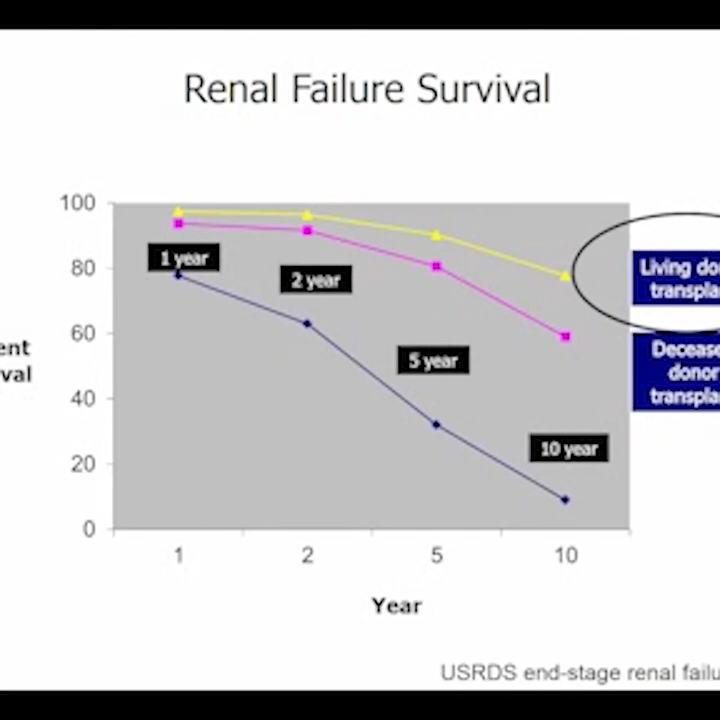 Renal Failure Survival
100
80
60
40
20
0
1 year
2 year
5 year
10 year
1
2
5
10
Year
donor
USRDS end-stage renal